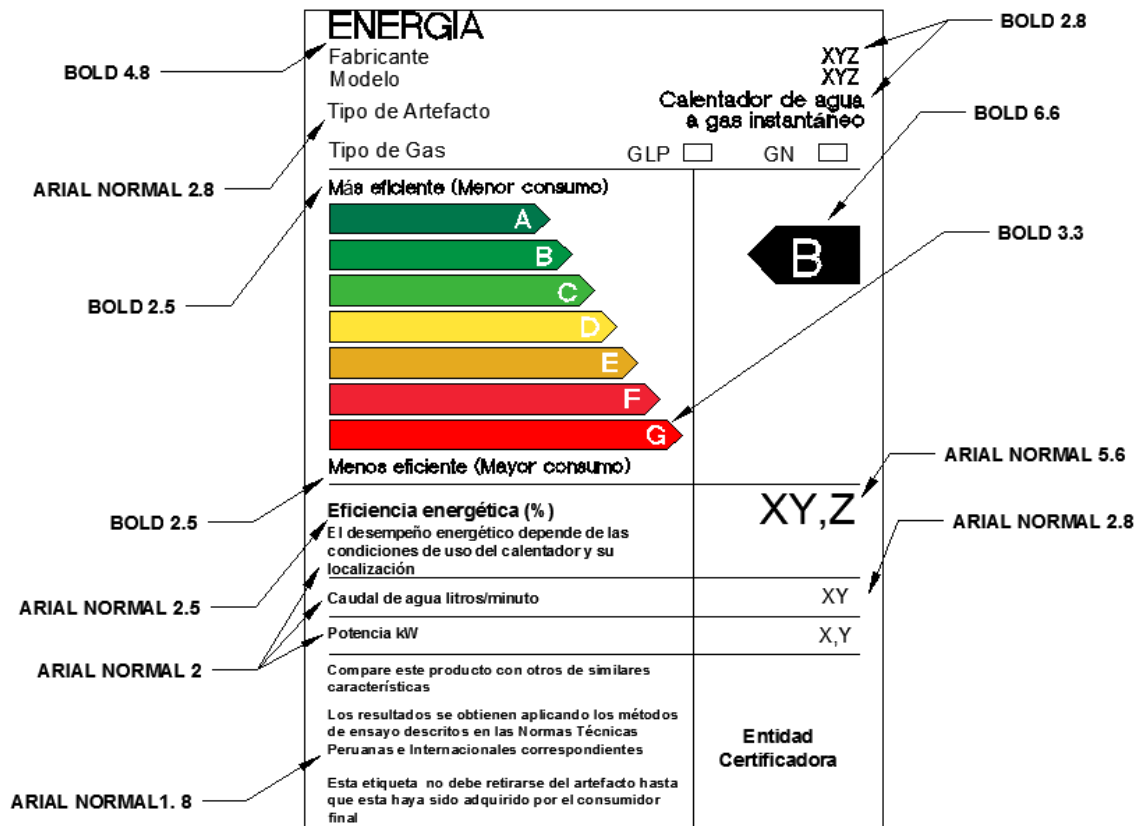 ENERGÍA
BOLD 2.8
BOLD 4.8
Fabricante XYZ
Modelo XYZ
Tipo de Artefacto Calentador de agua
a gas instantáneo
BOLD 6.6
Tipo de Gas GLP GN
ARIAL NORMAL 2.8
Más eficiente (Menor consumo)
A
B
B
BOLD 3.3
C
BOLD 2.5
D
E
F
G
Menos eficiente (Mayor consumo)
ARIAL NORMAL 5.6
BOLD 2.5
Eficiencia energética (%)
XY,Z
ARIAL NORMAL 2.8
El desempeño energético depende de las
condiciones de uso del calentador y su
localización
ARIAL NORMAL 2.5
Caudal de agua litros/minuto XY
Potencia kW X,Y
ARIAL NORMAL 2
Compare este producto con otros de similares
características
Los resultados se obtienen aplicando los métodos
de ensayo descritos en las Normas Técnicas
Peruanas e Internacionales correspondientes
Entidad
Certificadora
ARIAL NORMAL1. 8
Esta etiqueta no debe retirarse del artefacto hasta
que esta haya sido adquirido por el consumidor
final